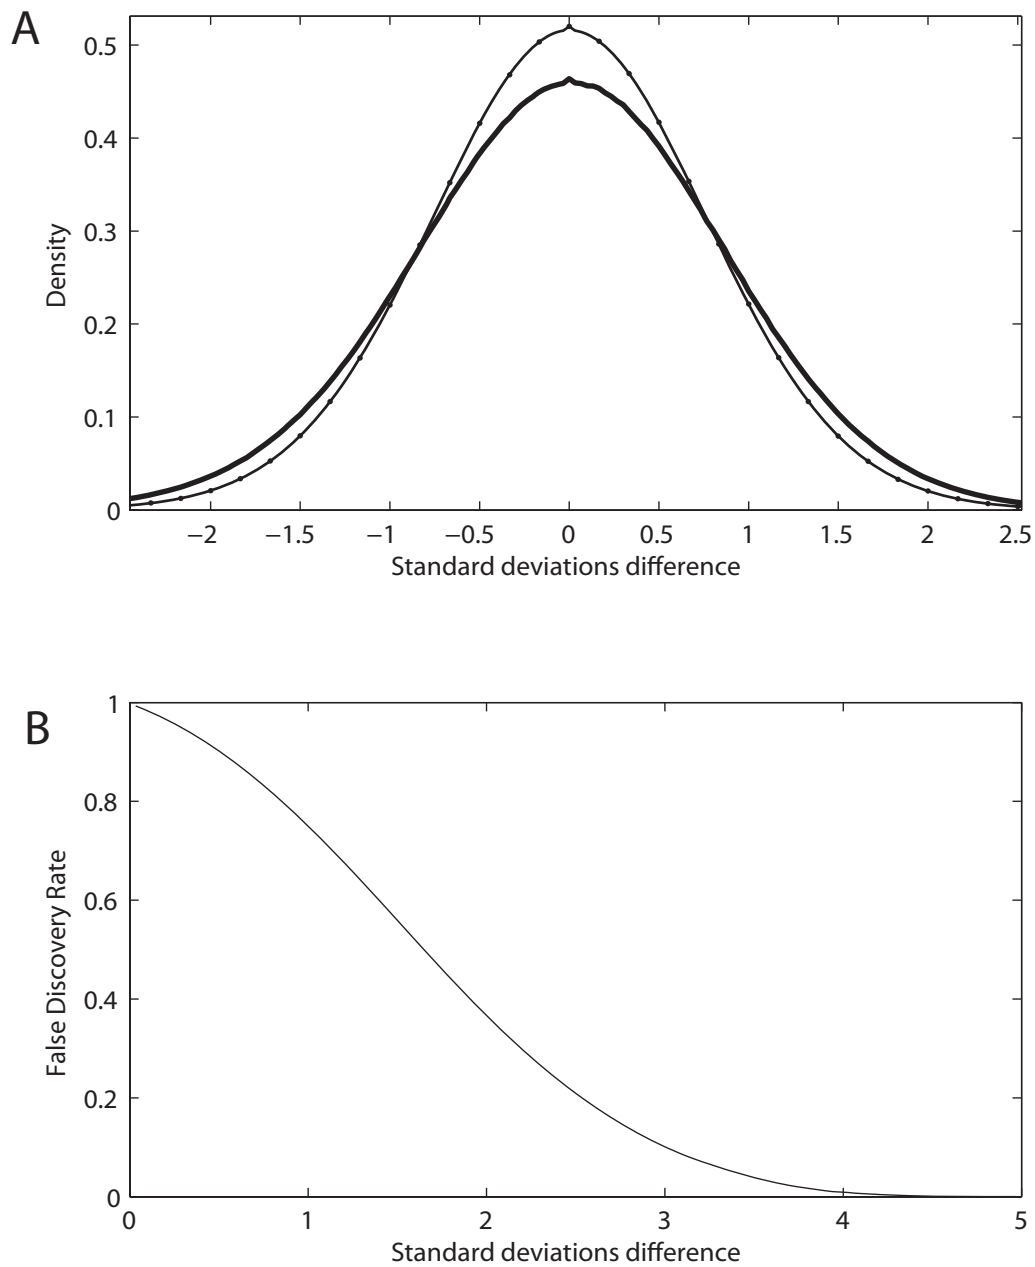 A
0.5
0.4
0.3
0.2
0.1
0
Density
−2 −1.5 −1 −0.5 0 0.5 1 1.5 2 2.5
Standard deviations difference
B
1
0.8
0.6
0.4
0.2
0
False Discovery Rate
0 1 2 3 4 5
Standard deviations difference